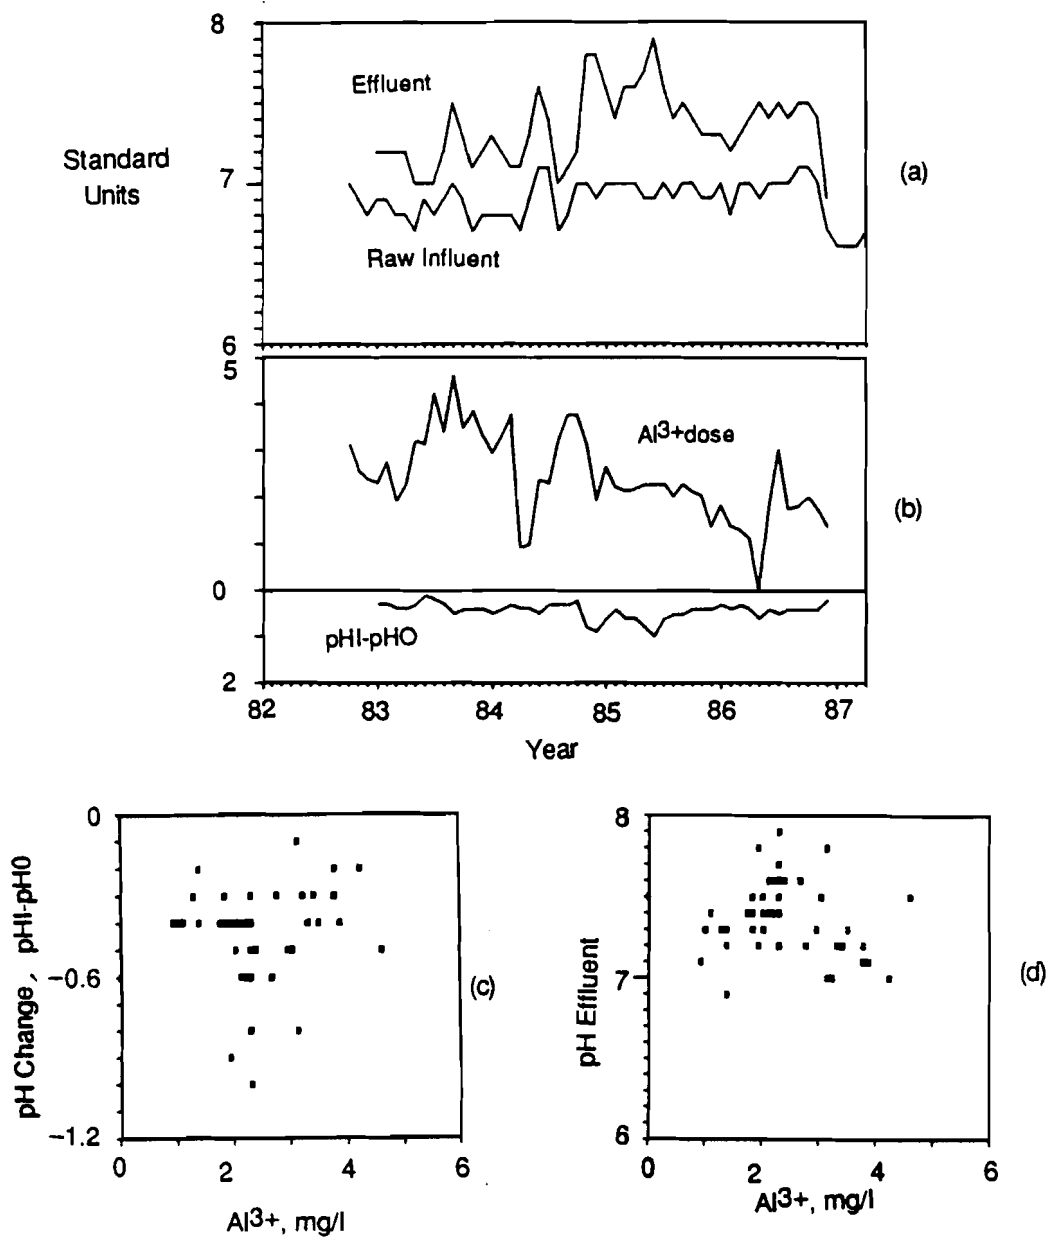 8
Effluent
Standard
Units
7
(a)
Raw Influent
6
5
Al3+dose
(b)
0
pHI-pHO
2
82 83 84 85 86 87
Year
0
pH Change, pHI-pH0
-0.6
(c)
-1.2
0 2 4 6
Al3+, mg/l
8
pH Effluent
7
(d)
6
0 2 4 6
Al3+, mg/l